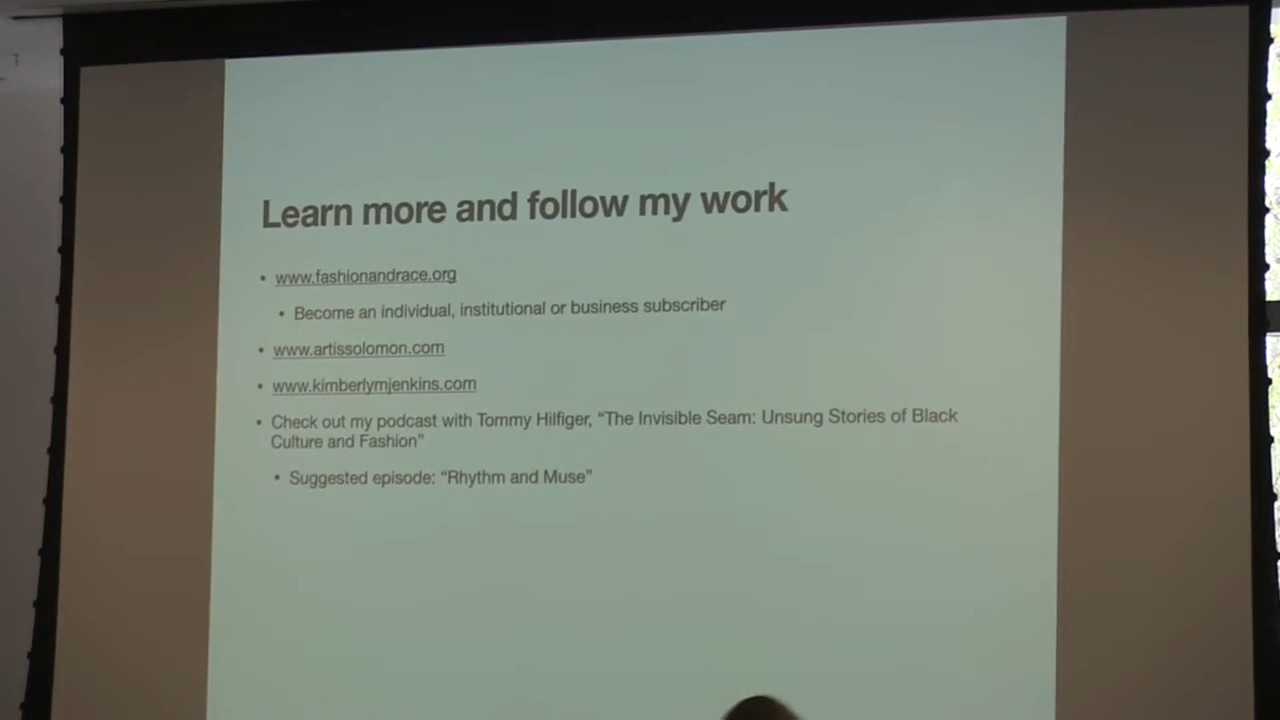 Learn more and follow my work
• www.fashionandrace.org
• Become an individual, institutional or business subscriber
• www.artissolomon.com
• www.kimberlymjenkins.com
• Check out my podcast with Tommy Hilfiger, “The Invisible Seam: Unsung Stories of Black
Culture and Fashion”
• Suggested episode: “Rhythm and Muse”